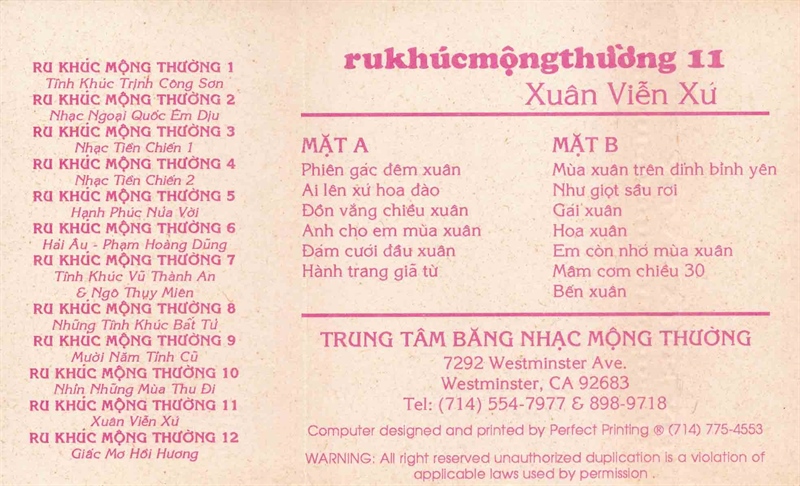 RU KHÚC MỘNG THƯỜNG 1
Tình Khúc Trịnh Công Sơn
RU KHÚC MỘNG THƯỜNG 2
Nhạc Ngoại Quốc Êm Dịu
RU KHÚC MỘNG THƯỜNG 3
Nhạc Tiền Chiến 1
RU KHÚC MỘNG THƯỜNG 4
Nhạc Tiền Chiến 2
RU KHÚC MỘNG THƯỜNG 5
Hạnh Phúc Nửa Vời
RU KHÚC MỘNG THƯỜNG 6
Hải Âu - Phạm Hoàng Dũng
RU KHÚC MỘNG THƯỜNG 7
Tình Khúc Vũ Thành An
& Ngô Thụy Miên
RU KHÚC MỘNG THƯỜNG 8
Những Tình Khúc Bất Tử
RU KHÚC MỘNG THƯỜNG 9
Mười Năm Tình Cũ
RU KHÚC MỘNG THƯỜNG 10
Nhìn Những Mùa Thu Đi
RU KHÚC MỘNG THƯỜNG 11
Xuân Viễn Xứ
RU KHÚC MỘNG THƯỜNG 12
Giấc Mơ Hồi Hương
rukhúcmộngthường 11
Xuân Viễn Xứ
MẶT A
Phiên gác đêm xuân
Ai lên xứ hoa đào
Đồn vắng chiều xuân
Anh cho em mùa xuân
Đám cưới đầu xuân
Hành trang giã từ
MẶT B
Mùa xuân trên đỉnh bình yên
Như giọt sầu rơi
Gái xuân
Hoa xuân
Em còn nhớ mùa xuân
Mâm cơm chiều 30
Bến xuân
TRUNG TÂM BĂNG NHẠC MỘNG THƯỜNG
7292 Westminster Ave.
Westminster, CA 92683
Tel: (714) 554-7977 & 898-9718
Computer designed and printed by Perfect Printing ® (714) 775-4553
WARNING: All right reserved unauthorized duplication is a violation of
applicable laws used by permission .